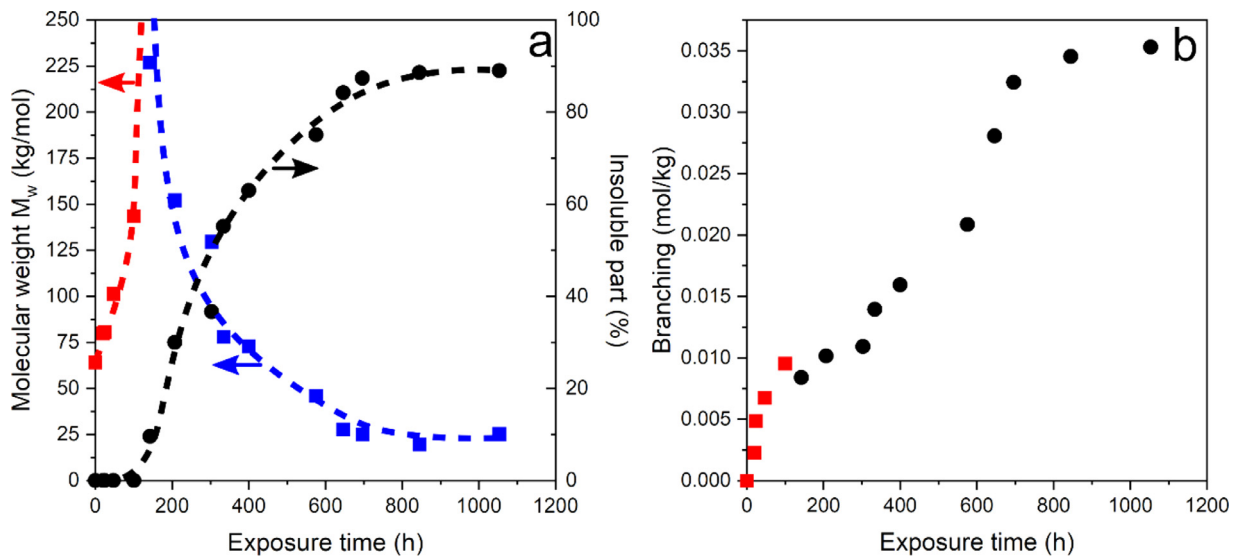 a
Molecular weight M_w (kg/mol)
250
225
200
175
150
125
100
75
50
25
0
100
80
60
40
20
0
Insoluble part (%)
0 200 400 600 800 1000 1200
Exposure time (h)
b
Branching (mol/kg)
0.035
0.030
0.025
0.020
0.015
0.010
0.005
0.000
0 200 400 600 800 1000 1200
Exposure time (h)